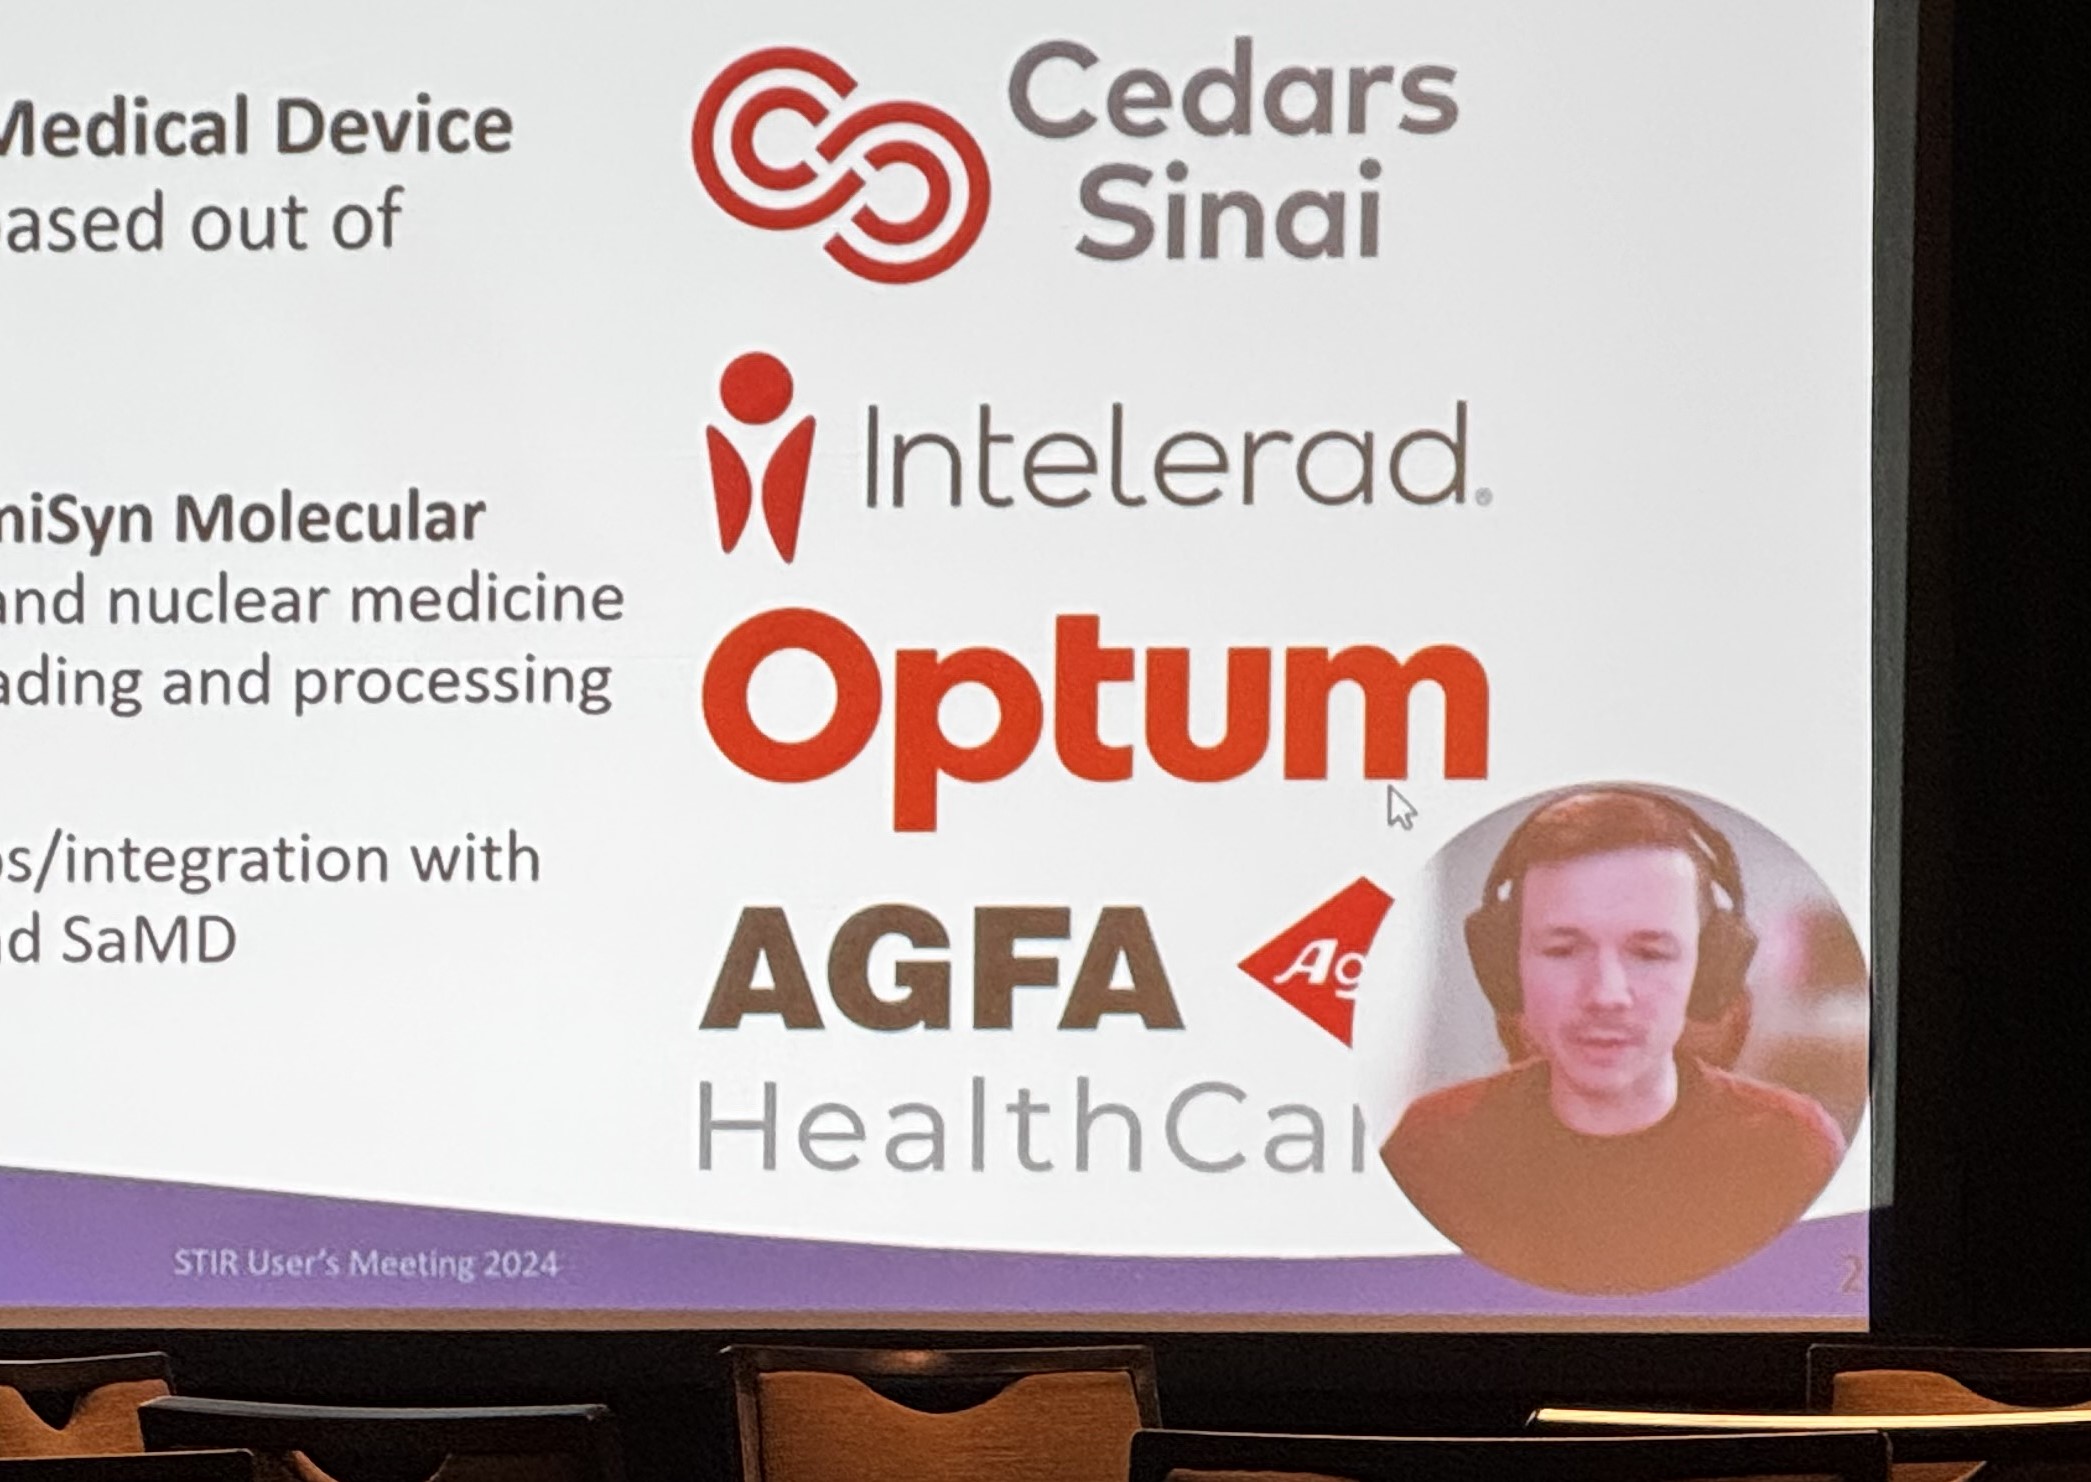 Medical Device
ased out of
niSyn Molecular
and nuclear medicine
ading and processing
os/integration with
d SaMD
Cedars
Sinai
Intelerad®
Optum
AGFA
Ag
HealthCar
STIR User's Meeting 2024
2